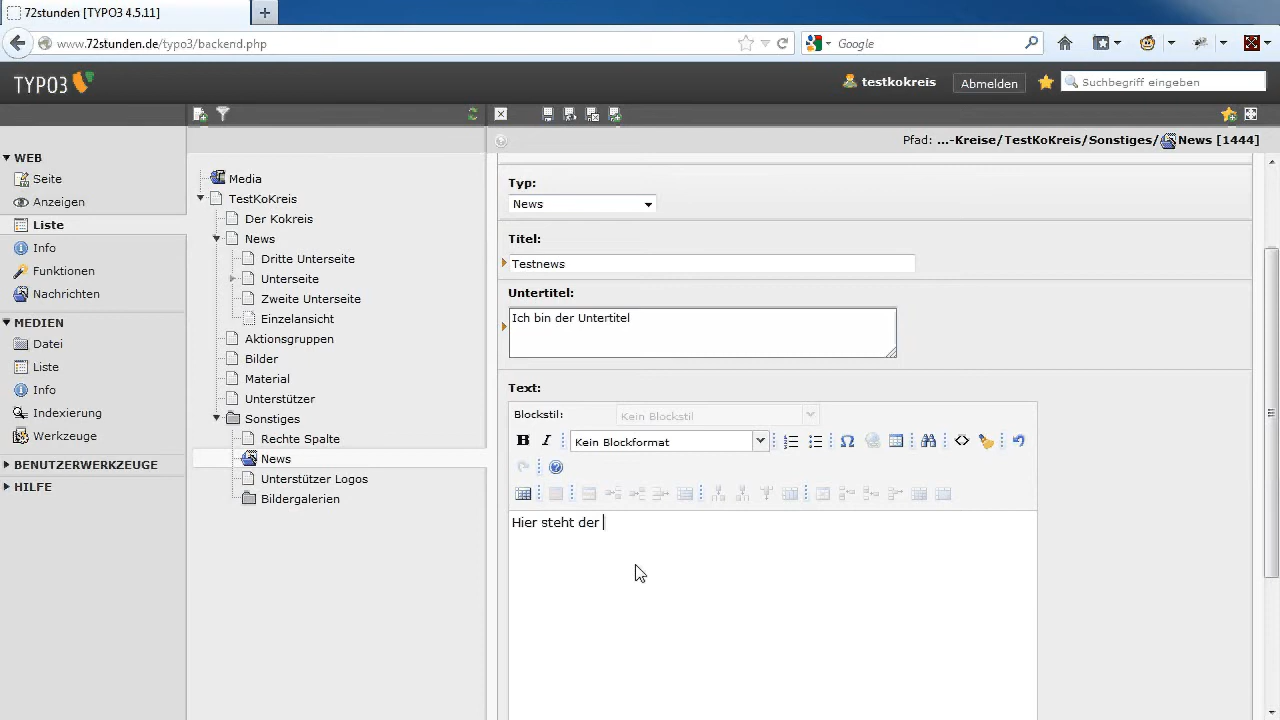 72stunden [TYPO3 4.5.11]
www.72stunden.de/typo3/backend.php
Google
TYPO3
testkokreis
Abmelden
Suchbegriff eingeben
Pfad: ...-Kreise/TestKoKreis/Sonstiges/ News [1444]
WEB
Seite
Anzeigen
Liste
Info
Funktionen
Nachrichten
MEDIEN
Datei
Liste
Info
Indexierung
Werkzeuge
BENUTZERWERKZEUGE
HILFE
Media
TestKoKreis
Der Kokreis
News
Dritte Unterseite
Unterseite
Zweite Unterseite
Einzelansicht
Aktionsgruppen
Bilder
Material
Unterstützer
Sonstiges
Rechte Spalte
News
Unterstützer Logos
Bildergalerien
Typ:
News
Titel:
Testnews
Untertitel:
Ich bin der Untertitel
Text:
Blockstil: Kein Blockstil
B I Kein Blockformat
Hier steht der